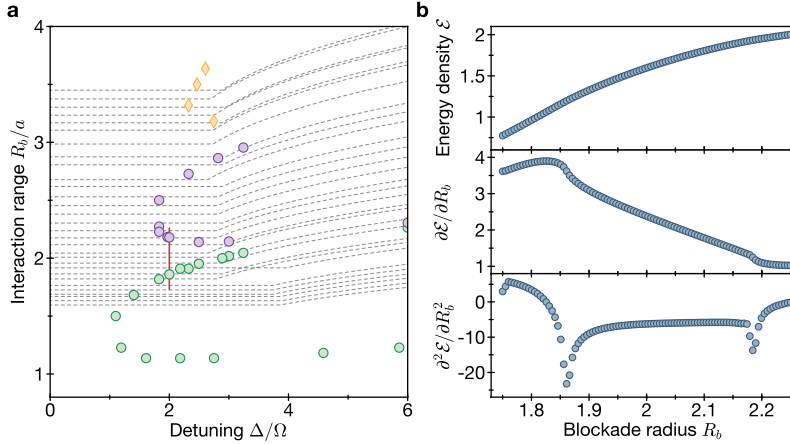 a
Interaction range R_b/a
4
3
2
1
0
2
4
6
Detuning Δ/Ω
b
Energy density ℰ
2
1.5
1
∂ℰ/∂R_b
4
3
2
1
∂²ℰ/∂R_b²
0
-10
-20
1.8
1.9
2.0
2.1
2.2
Blockade radius R_b